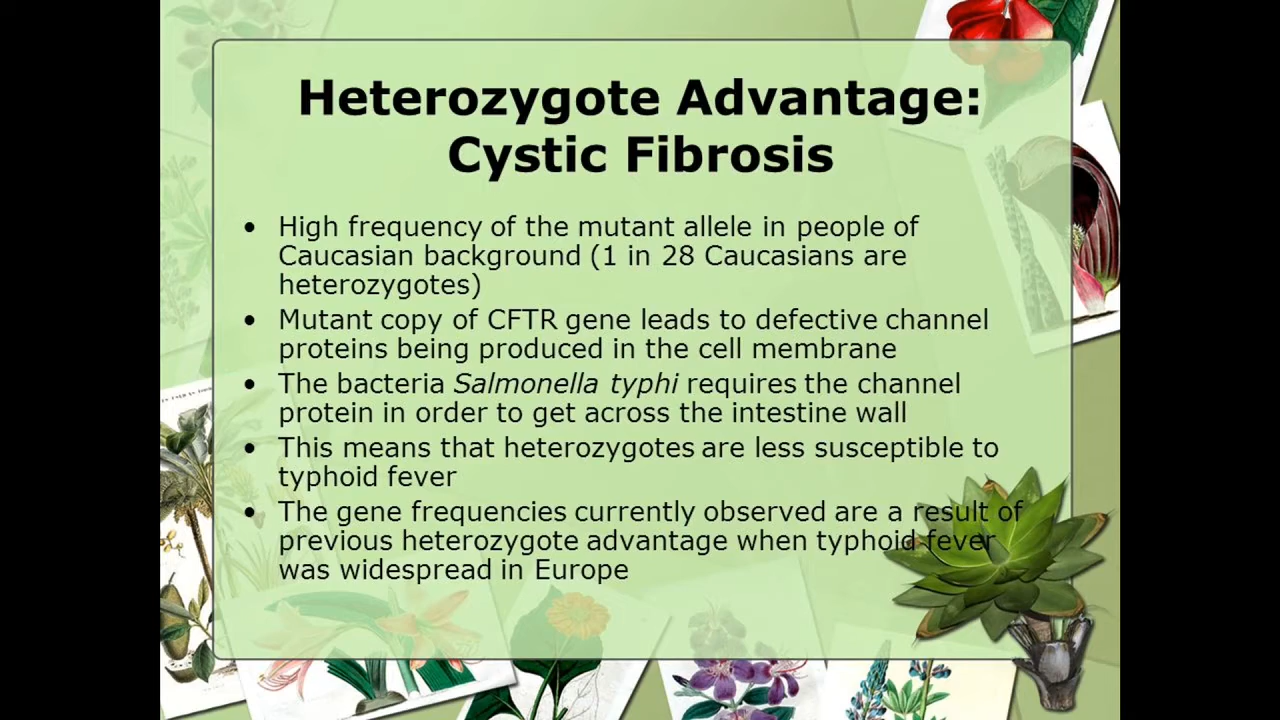 Heterozygote Advantage:
Cystic Fibrosis
• High frequency of the mutant allele in people of
Caucasian background (1 in 28 Caucasians are
heterozygotes)
• Mutant copy of CFTR gene leads to defective channel
proteins being produced in the cell membrane
• The bacteria Salmonella typhi requires the channel
protein in order to get across the intestine wall
• This means that heterozygotes are less susceptible to
typhoid fever
• The gene frequencies currently observed are a result of
previous heterozygote advantage when typhoid fever
was widespread in Europe